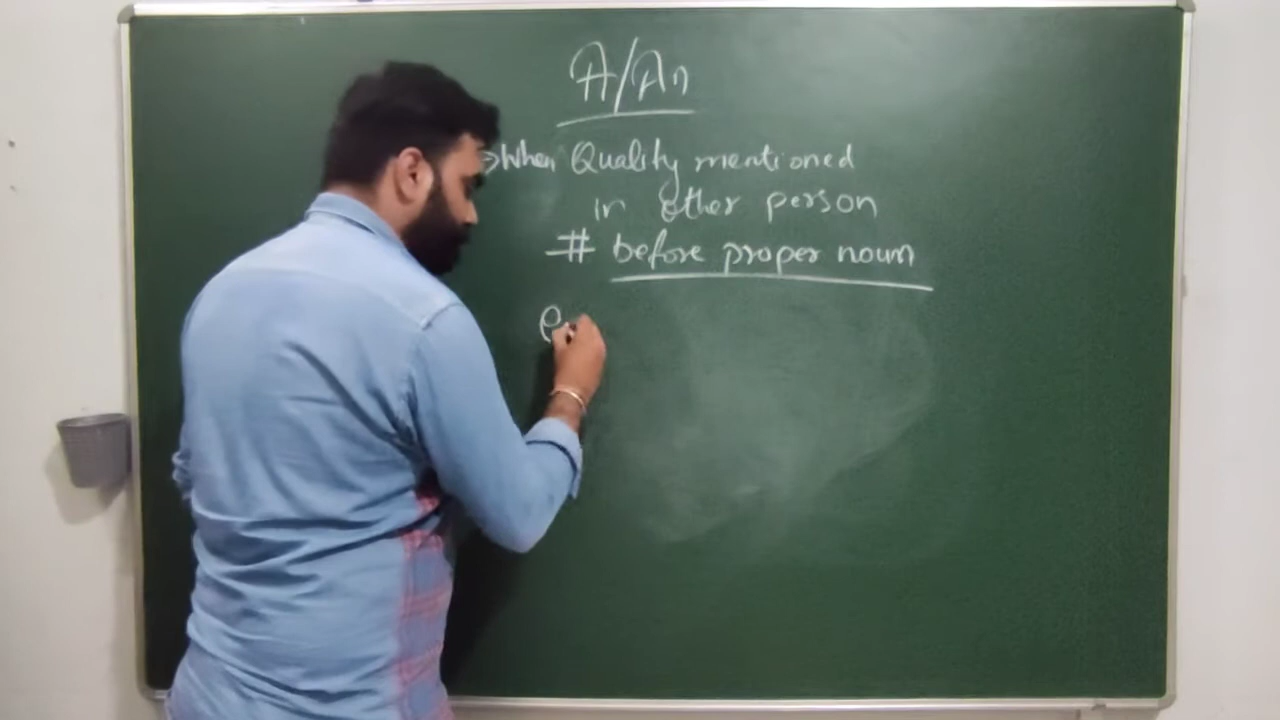 A/An
When Quality mentioned
in other person
# before proper noun
e